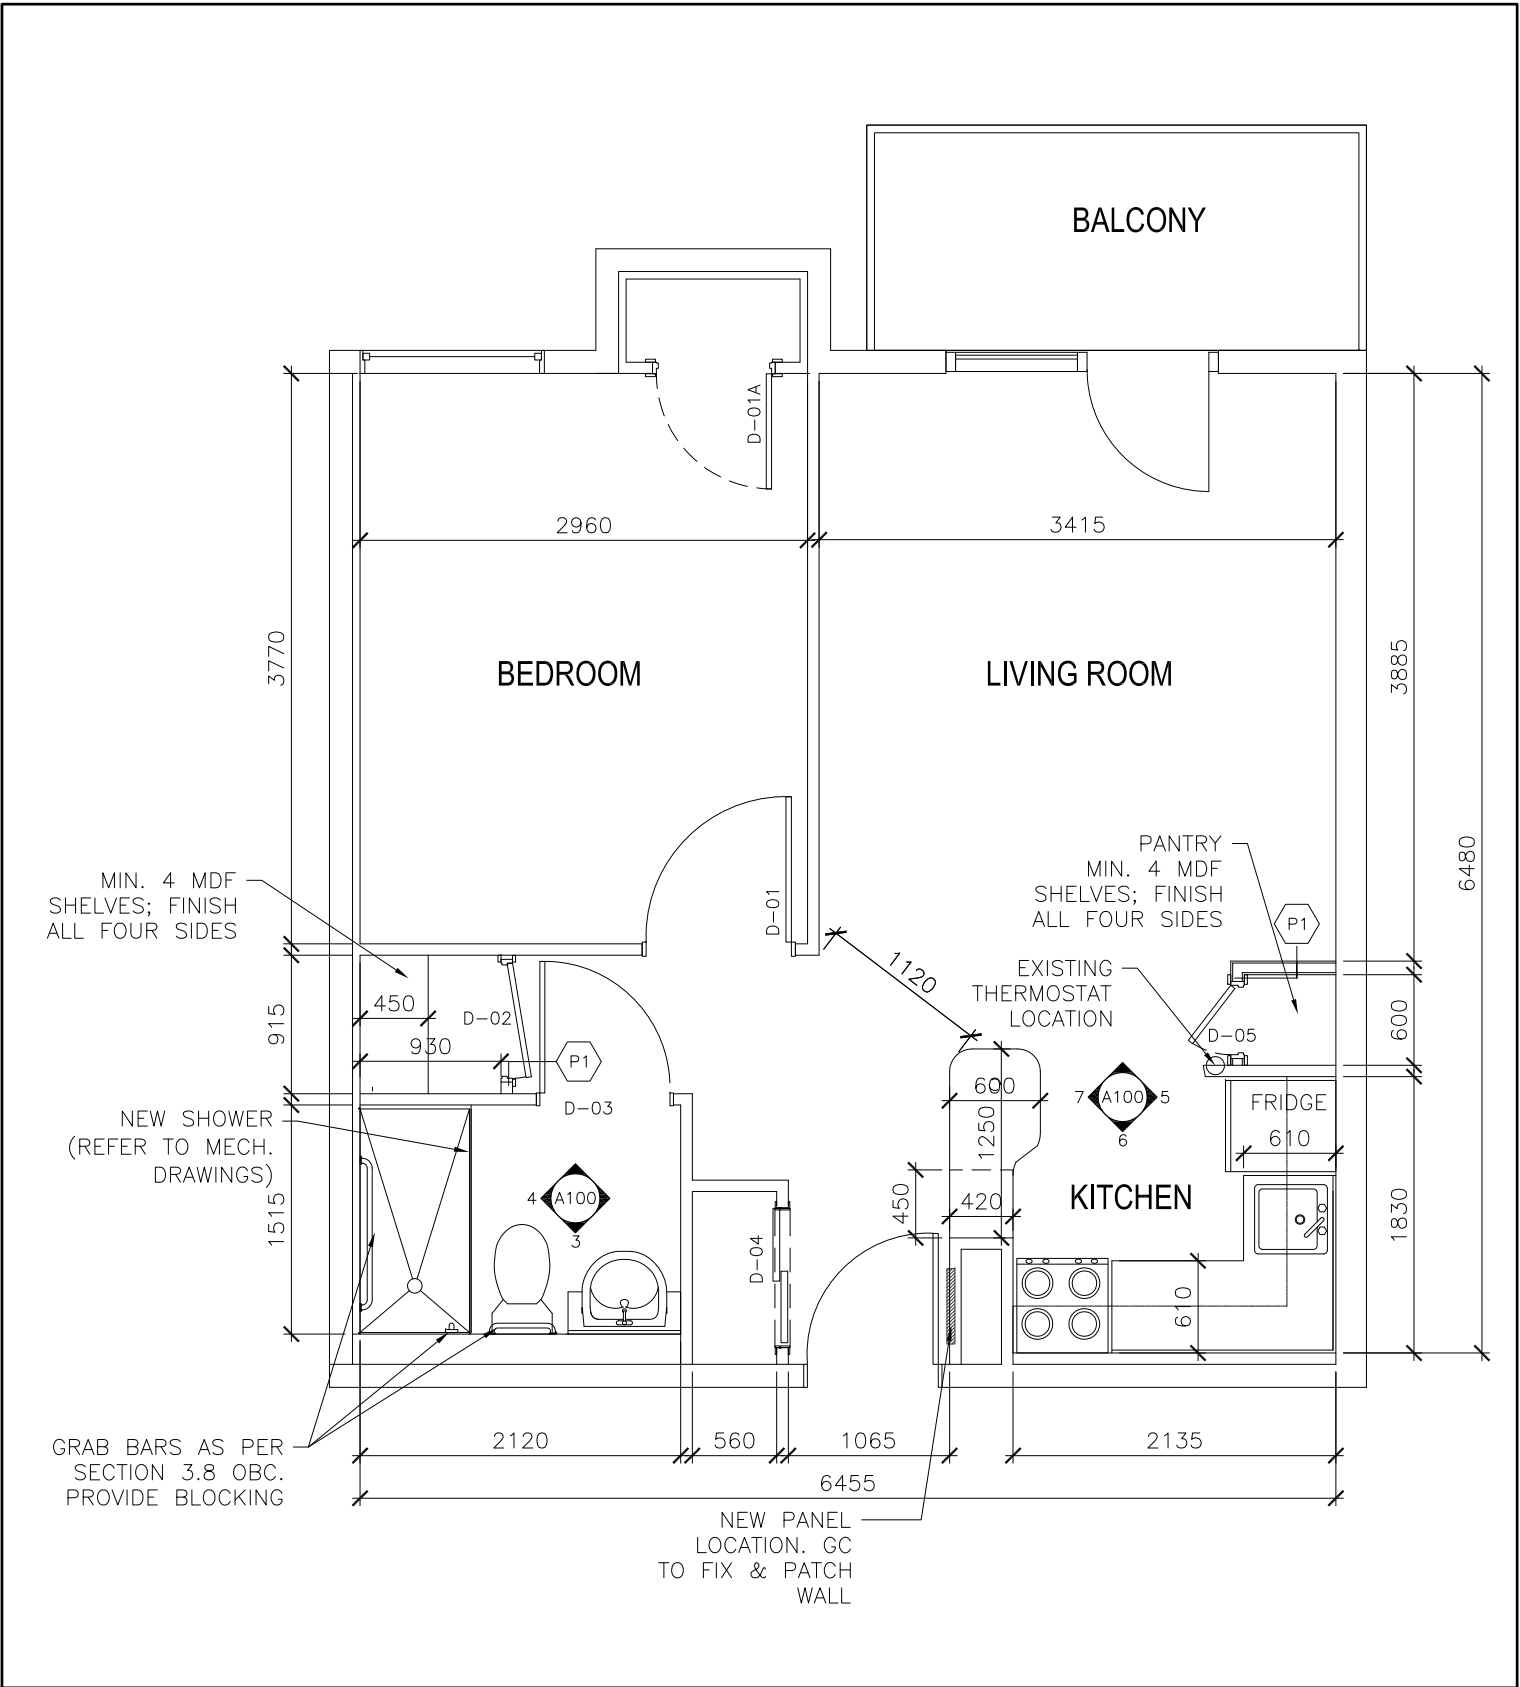 BALCONY
D-01A
2960
3415
3770
BEDROOM
LIVING ROOM
3885
6480
PANTRY
MIN. 4 MDF
SHELVES; FINISH
ALL FOUR SIDES
P1
MIN. 4 MDF
SHELVES; FINISH
ALL FOUR SIDES
D-01
1120
EXISTING
THERMOSTAT
LOCATION
450
D-02
915
930
P1
D-05
600
600
7
A100
5
6
FRIDGE
610
D-03
1250
NEW SHOWER
(REFER TO MECH.
DRAWINGS)
4
A100
3
1515
450
420
KITCHEN
1830
D-04
610
GRAB BARS AS PER
SECTION 3.8 OBC.
PROVIDE BLOCKING
2120
560
1065
2135
6455
NEW PANEL
LOCATION. GC
TO FIX & PATCH
WALL